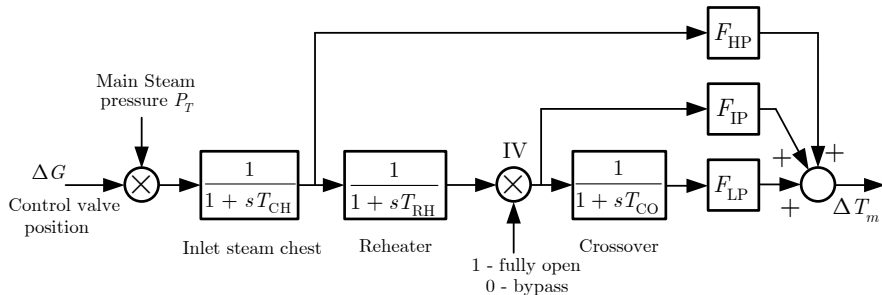 F_HP
Main Steam
pressure P_T
F_IP
IV
ΔG
1 / 1 + sT_CH
1 / 1 + sT_RH
1 / 1 + sT_CO
F_LP
+
+
+
Control valve
position
ΔT_m
Inlet steam chest
Reheater
Crossover
1 - fully open
0 - bypass